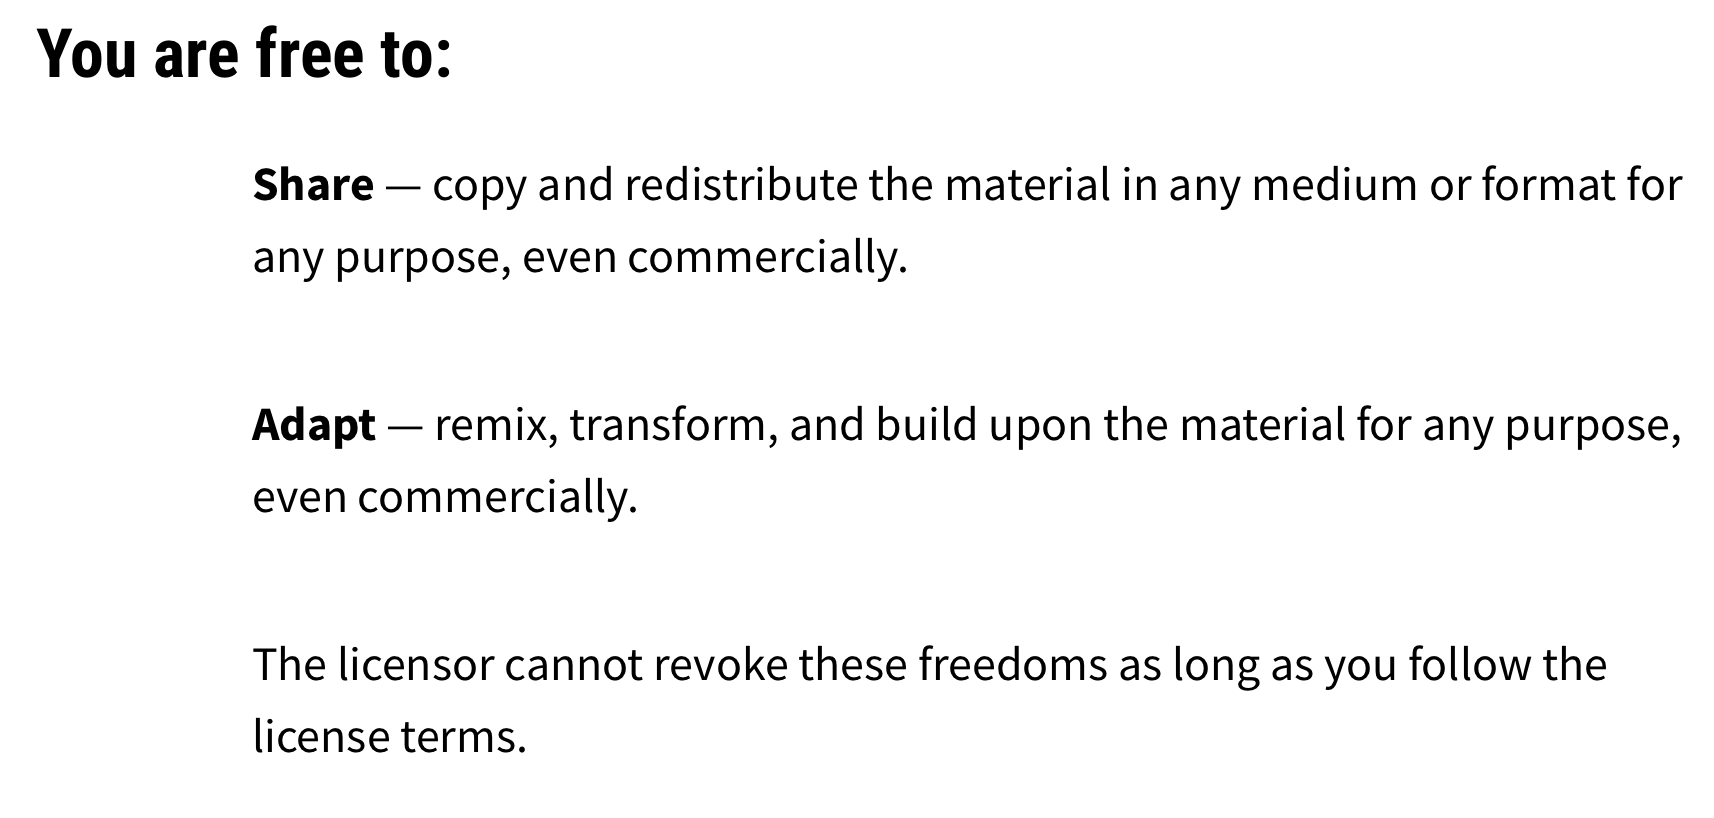 You are free to:
Share — copy and redistribute the material in any medium or format for
any purpose, even commercially.
Adapt — remix, transform, and build upon the material for any purpose,
even commercially.
The licensor cannot revoke these freedoms as long as you follow the
license terms.